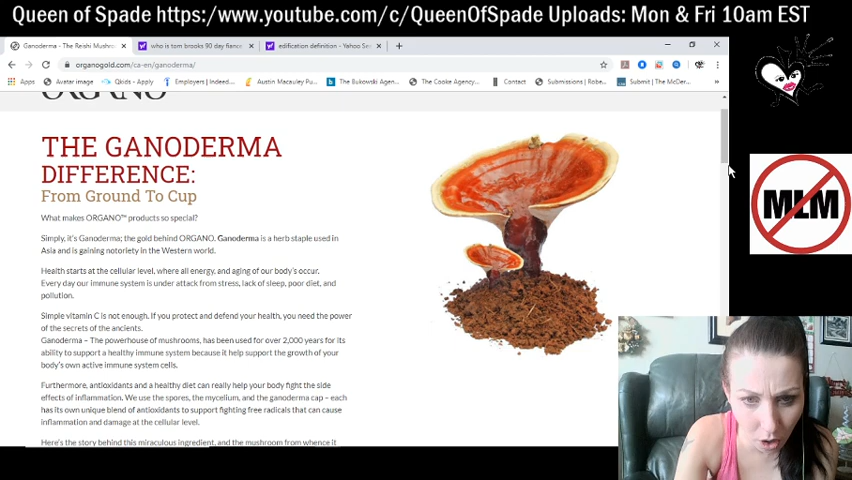 Queen of Spade https:/www.youtube.com/c/QueenOfSpade Uploads: Mon & Fri 10am EST
Ganoderma - The Reishi Mushro
who is tom brooks 90 day fiance
edification definition - Yahoo Se
organogold.com/ca-en/ganoderma/
Apps
Avatar image
Qkids - Apply
Employers | Indeed...
Austin Macauley Pu...
The Bukowski Agen...
The Cooke Agency...
Contact
Submissions | Robe...
Submit | The McDer...
ORGANO
THE GANODERMA
DIFFERENCE:
From Ground To Cup
What makes ORGANO™ products so special?
Simply, it's Ganoderma; the gold behind ORGANO. Ganoderma is a herb staple used in
Asia and is gaining notoriety in the Western world.
Health starts at the cellular level, where all energy, and aging of our body's occur.
Every day our immune system is under attack from stress, lack of sleep, poor diet, and
pollution.
Simple vitamin C is not enough. If you protect and defend your health, you need the power
of the secrets of the ancients.
Ganoderma – The powerhouse of mushrooms, has been used for over 2,000 years for its
ability to support a healthy immune system because it help support the growth of your
body's own active immune system cells.
Furthermore, antioxidants and a healthy diet can really help your body fight the side
effects of inflammation. We use the spores, the mycelium, and the ganoderma cap – each
has its own unique blend of antioxidants to support fighting free radicals that can cause
inflammation and damage at the cellular level.
Here's the story behind this miraculous ingredient, and the mushroom from whence it
MLM